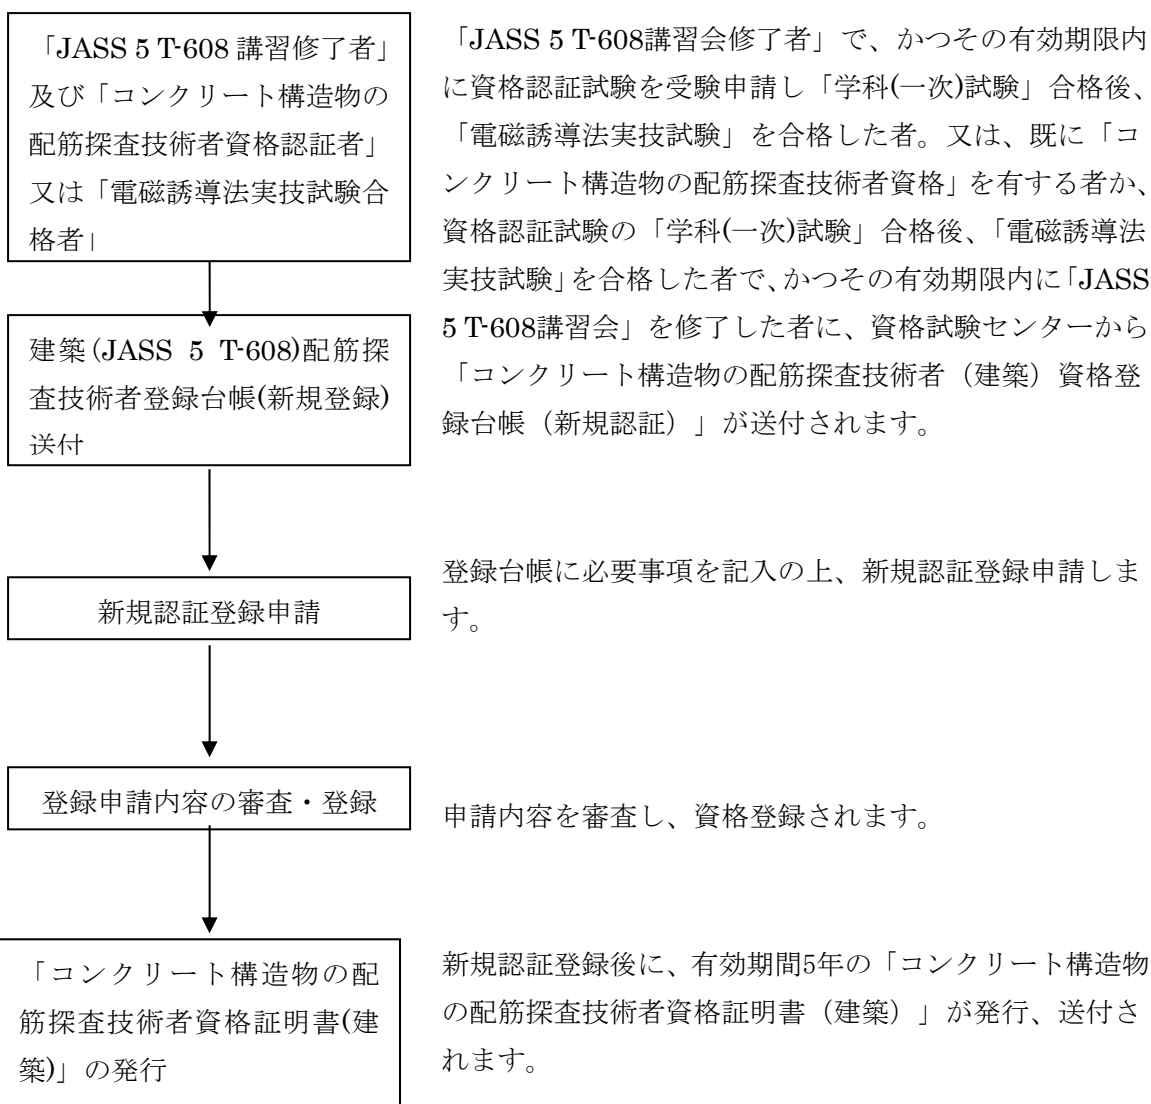 「JASS 5 T-608 講習修了者」
及び「コンクリート構造物の
配筋探査技術者資格認証者」
又は「電磁誘導法実技試験合
格者」
「JASS 5 T-608講習会修了者」で、かつその有効期限内
に資格認証試験を受験申請し「学科(一次)試験」合格後、
「電磁誘導法実技試験」を合格した者。又は、既に「コ
ンクリート構造物の配筋探査技術者資格」を有する者か、
資格認証試験の「学科(一次)試験」合格後、「電磁誘導法
実技試験」を合格した者で、かつその有効期限内に「JASS
5 T-608講習会」を修了した者に、資格試験センターから
「コンクリート構造物の配筋探査技術者（建築）資格登
録台帳（新規認証）」が送付されます。
建築(JASS 5 T-608)配筋探
査技術者登録台帳(新規登録)
送付
新規認証登録申請
登録台帳に必要事項を記入の上、新規認証登録申請しま
す。
登録申請内容の審査・登録
申請内容を審査し、資格登録されます。
「コンクリート構造物の配
筋探査技術者資格証明書(建
築)」の発行
新規認証登録後に、有効期間5年の「コンクリート構造物
の配筋探査技術者資格証明書（建築）」が発行、送付さ
れます。